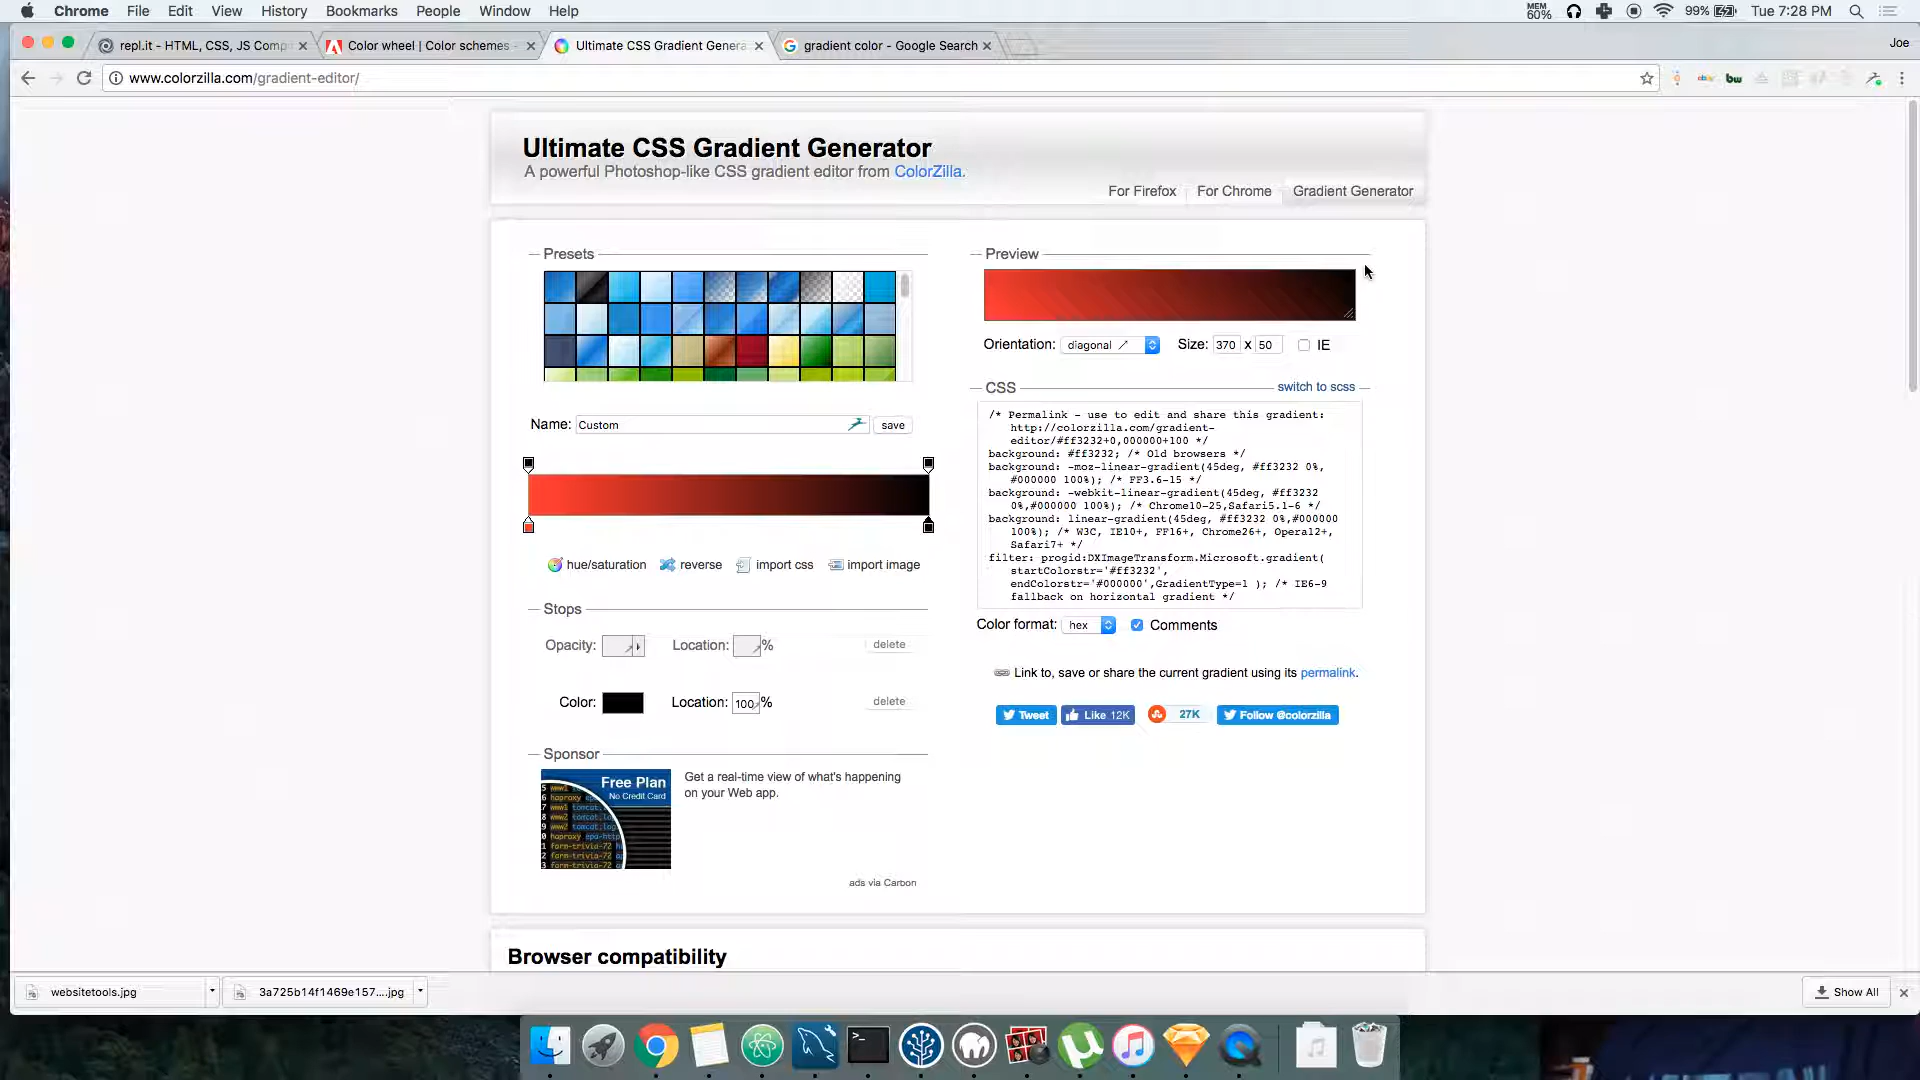 Chrome File Edit View History Bookmarks People Window Help
MEM 60% 99% Tue 7:28 PM
repl.it - HTML, CSS, JS Comp
Color wheel | Color schemes -
Ultimate CSS Gradient Genera
gradient color - Google Search
Joe
www.colorzilla.com/gradient-editor/
bw
Ultimate CSS Gradient Generator
A powerful Photoshop-like CSS gradient editor from ColorZilla.
For Firefox For Chrome Gradient Generator
Presets
Name: Custom save
hue/saturation reverse import css import image
Stops
Opacity: Location: % delete
Color: Location: 100 % delete
Sponsor
Free Plan
No Credit Card
Get a real-time view of what's happening
on your Web app.
ads via Carbon
Preview
Orientation: diagonal Size: 370 x 50 IE
CSS switch to scss
/* Permalink - use to edit and share this gradient:
http://colorzilla.com/gradient-
editor/#ff3232+0,000000+100 */
background: #ff3232; /* Old browsers */
background: -moz-linear-gradient(45deg, #ff3232 0%,
#000000 100%); /* FF3.6-15 */
background: -webkit-linear-gradient(45deg, #ff3232
0%,#000000 100%); /* Chrome10-25,Safari5.1-6 */
background: linear-gradient(45deg, #ff3232 0%,#000000
100%); /* W3C, IE10+, FF16+, Chrome26+, Opera12+,
Safari7+ */
filter: progid:DXImageTransform.Microsoft.gradient(
startColorstr='#ff3232',
endColorstr='#000000',GradientType=1 ); /* IE6-9
fallback on horizontal gradient */
Color format: hex Comments
Link to, save or share the current gradient using its permalink.
Tweet Like 12K 27K Follow @colorzilla
Browser compatibility
websitetools.jpg
3a725b14f1469e157....jpg
Show All